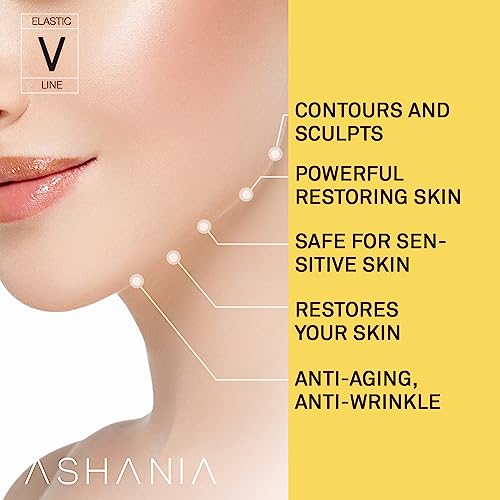 ELASTIC
V
LINE
CONTOURS AND
SCULPTS
POWERFUL
RESTORING SKIN
SAFE FOR SEN-
SITIVE SKIN
RESTORES
YOUR SKIN
ANTI-AGING,
ANTI-WRINKLE
ASHANIA